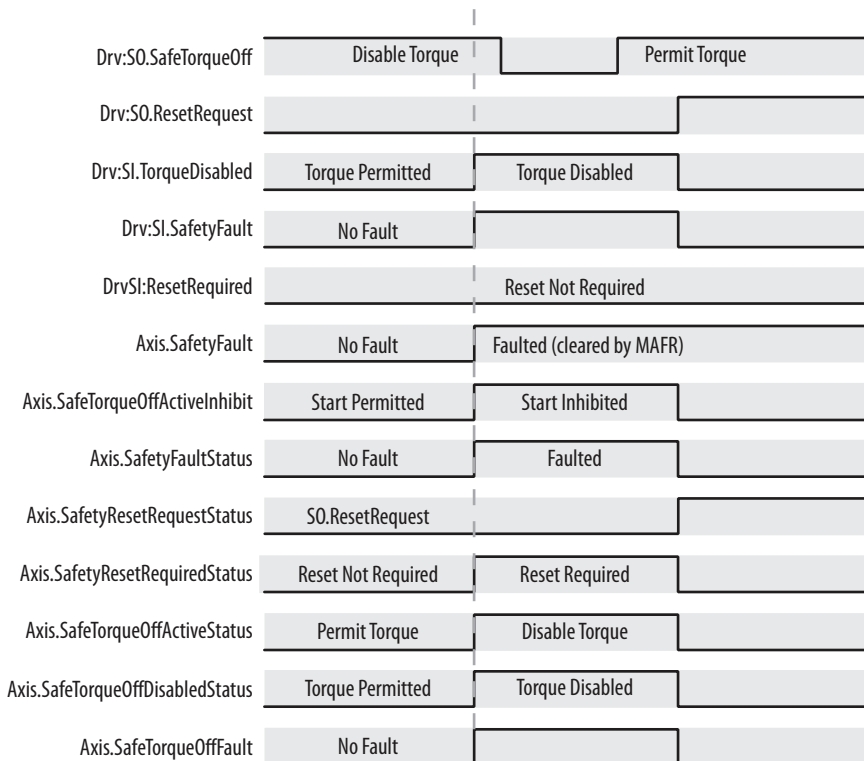 Drv:SO.SafeTorqueOff Disable Torque Permit Torque
Drv:SO.ResetRequest
Drv:SI.TorqueDisabled Torque Permitted Torque Disabled
Drv:SI.SafetyFault No Fault
DrvSI:ResetRequired Reset Not Required
Axis.SafetyFault No Fault Faulted (cleared by MAFR)
Axis.SafeTorqueOffActiveInhibit Start Permitted Start Inhibited
Axis.SafetyFaultStatus No Fault Faulted
Axis.SafetyResetRequestStatus SO.ResetRequest
Axis.SafetyResetRequiredStatus Reset Not Required Reset Required
Axis.SafeTorqueOffActiveStatus Permit Torque Disable Torque
Axis.SafeTorqueOffDisabledStatus Torque Permitted Torque Disabled
Axis.SafeTorqueOffFault No Fault